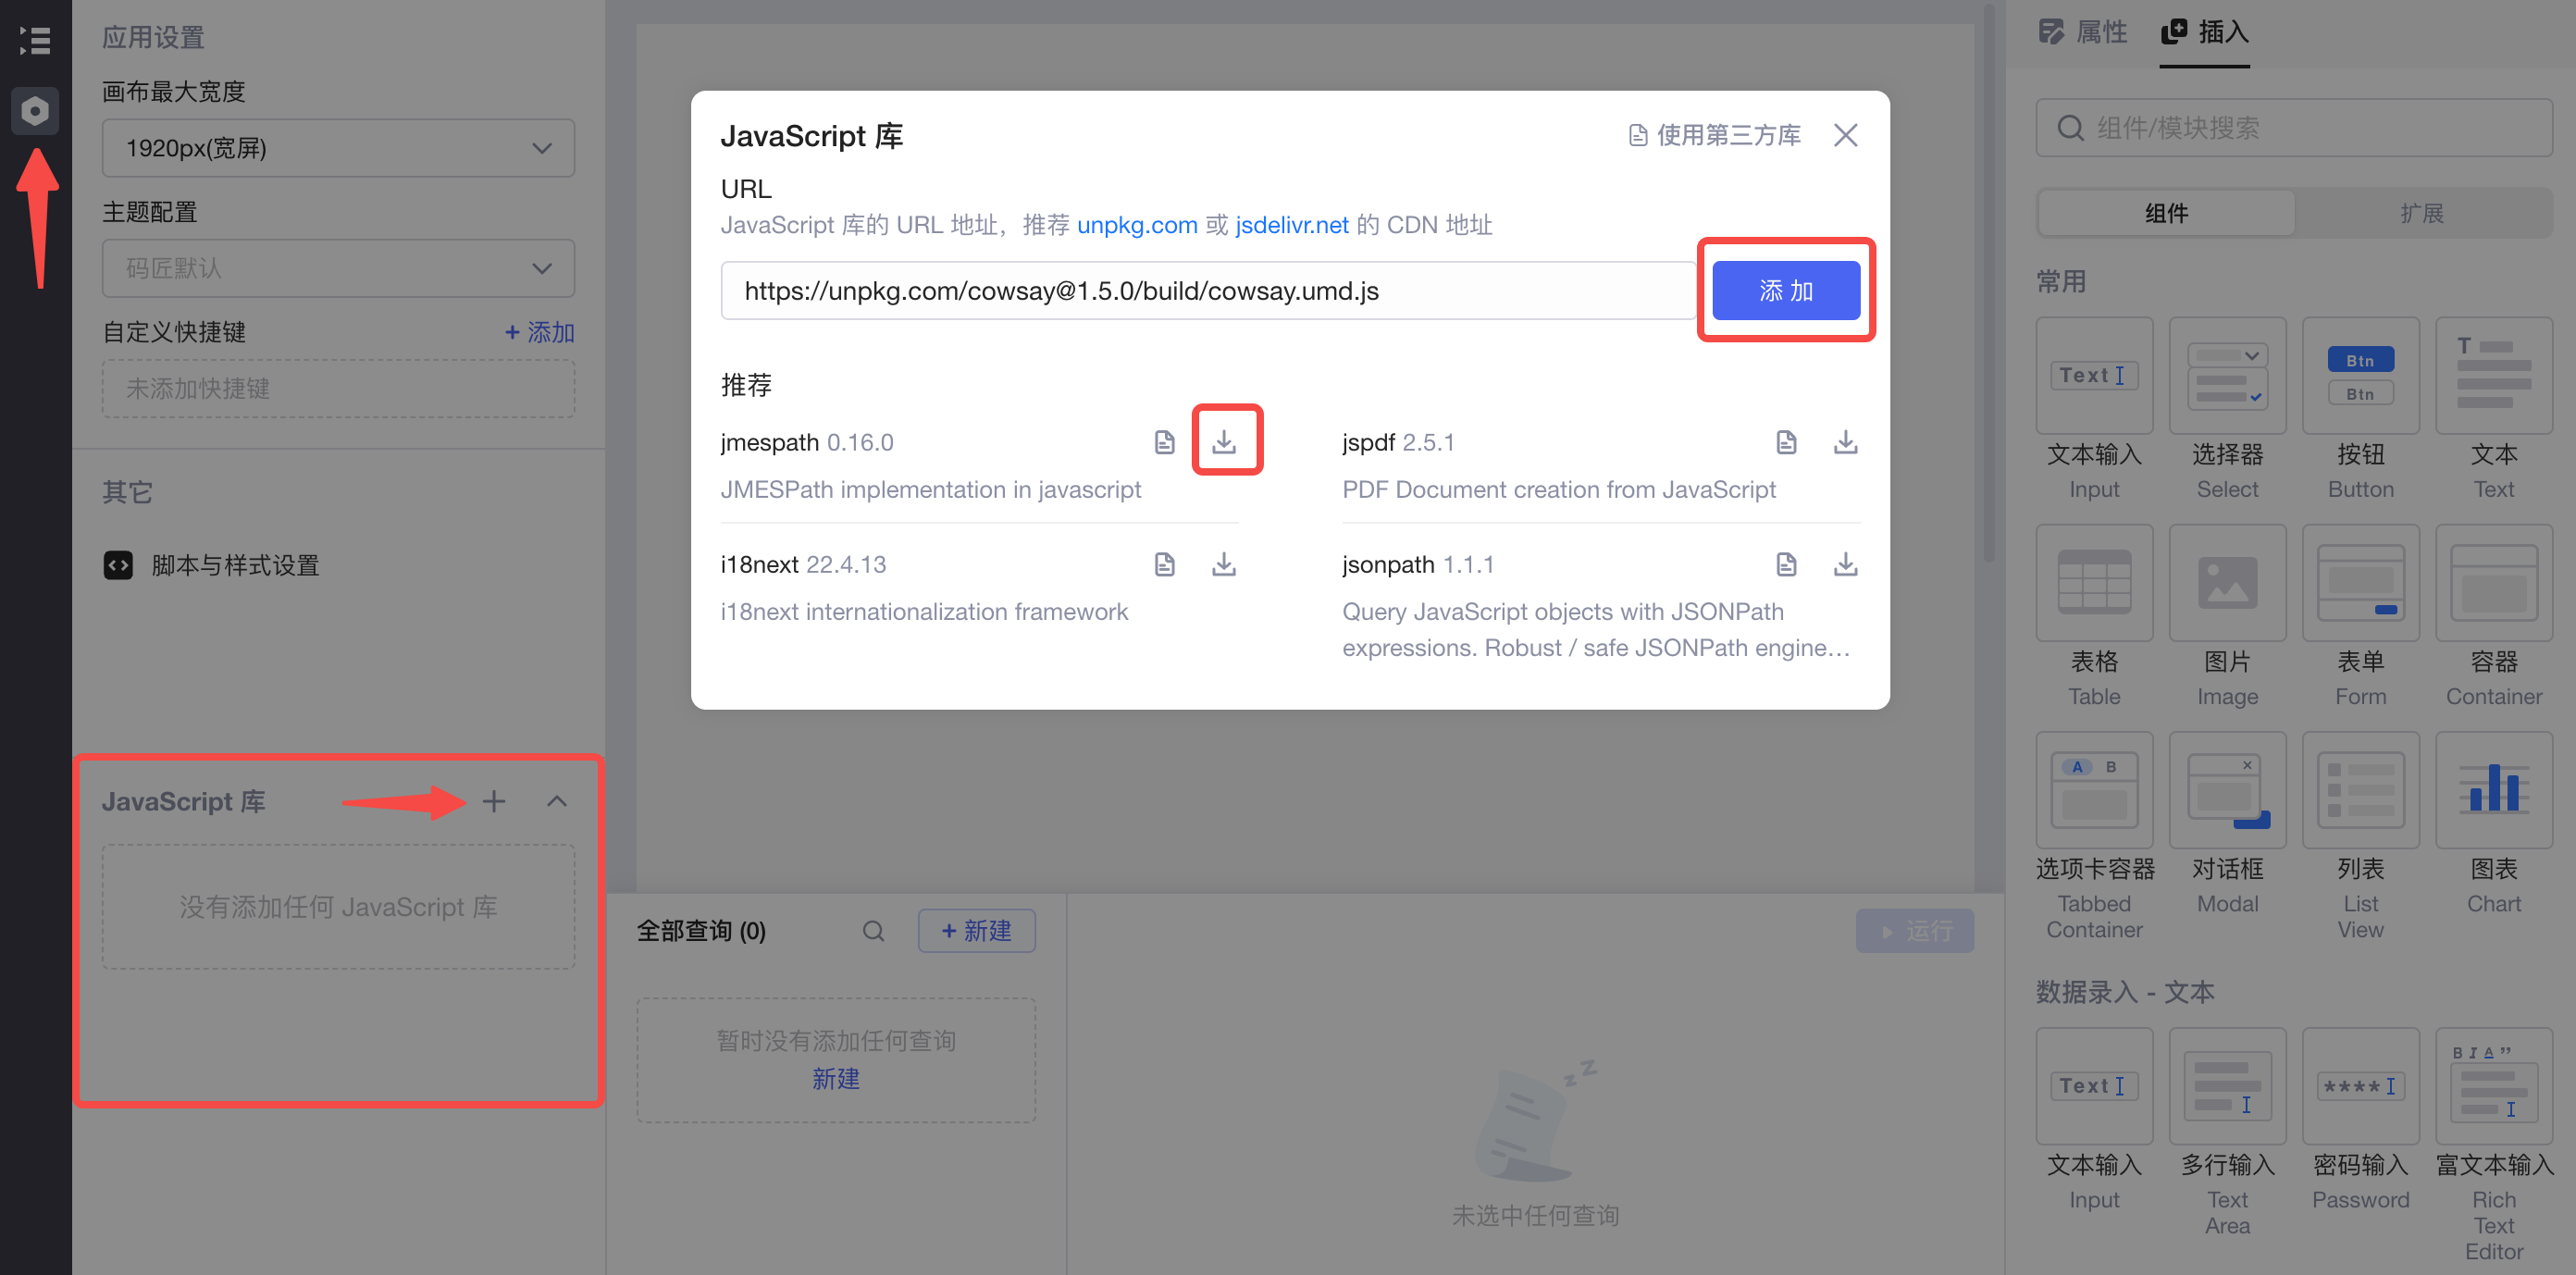 应用设置
画布最大宽度
1920px(宽屏)
主题配置
码匠默认
自定义快捷键
+ 添加
未添加快捷键
其它
脚本与样式设置
JavaScript 库
没有添加任何 JavaScript 库
JavaScript 库
使用第三方库
URL
JavaScript 库的 URL 地址，推荐 unpkg.com 或 jsdelivr.net 的 CDN 地址
https://unpkg.com/cowsay@1.5.0/build/cowsay.umd.js
添 加
推荐
jmespath 0.16.0
JMESPath implementation in javascript
jspdf 2.5.1
PDF Document creation from JavaScript
i18next 22.4.13
i18next internationalization framework
jsonpath 1.1.1
Query JavaScript objects with JSONPath
expressions. Robust / safe JSONPath engine…
全部查询 (0)
+ 新建
运行
暂时没有添加任何查询
新建
z z
未选中任何查询
属性
插入
组件/模块搜索
组件
扩展
常用
Text
Btn
Btn
T
文本输入
Input
选择器
Select
按钮
Button
文本
Text
表格
Table
图片
Image
表单
Form
容器
Container
A B
选项卡容器
Tabbed
Container
对话框
Modal
列表
List
View
图表
Chart
数据录入 - 文本
Text
****
B I A ”
文本输入
Input
多行输入
Text
Area
密码输入
Password
富文本输入
Rich
Text
Editor